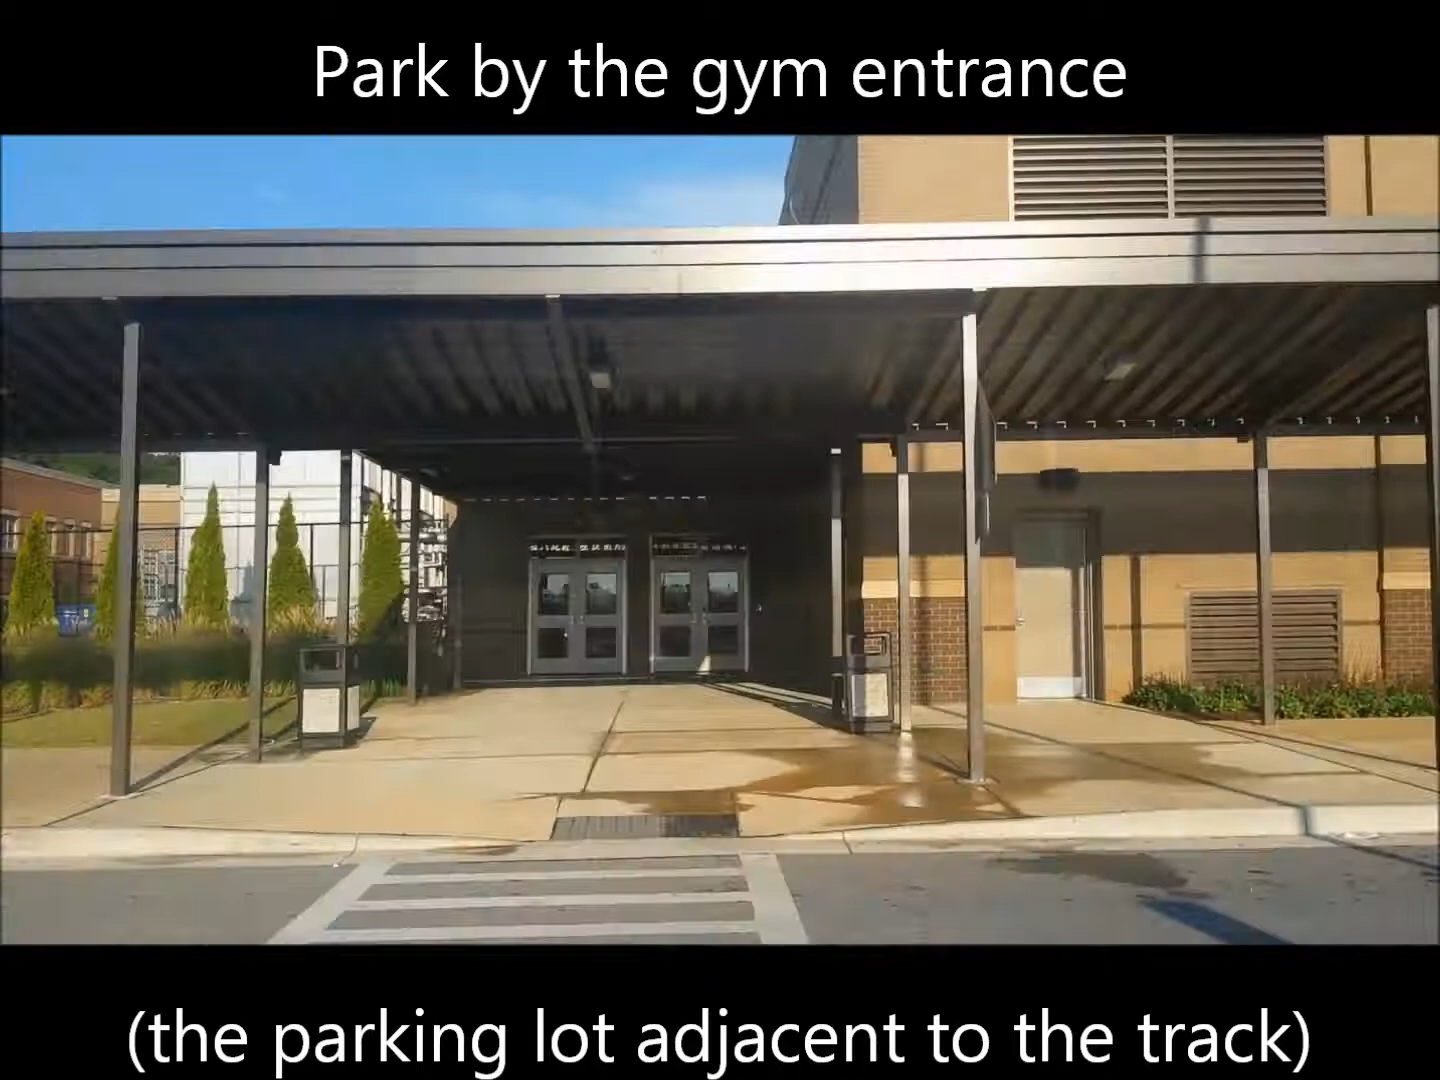 Park by the gym entrance
(the parking lot adjacent to the track)